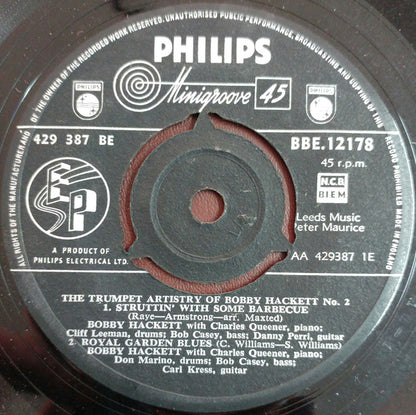 ALL RIGHTS OF THE MANUFACTURER AND OF THE OWNER OF THE RECORDED WORK RESERVED. UNAUTHORISED PUBLIC PERFORMANCE, BROADCASTING AND COPYING OF THIS RECORD PROHIBITED. MADE IN ENGLAND
PHILIPS
Minigroove 45
PHILIPS
PHILIPS
429 387 BE
BBE.12178
45 r.p.m.
EP
N.C.B.
BIEM
Leeds Music
Peter Maurice
A PRODUCT OF
PHILIPS ELECTRICAL LTD.
AA 429387 1E
THE TRUMPET ARTISTRY OF BOBBY HACKETT No. 2
1. STRUTTIN' WITH SOME BARBECUE
(Raye—Armstrong—arr. Maxted)
BOBBY HACKETT with Charles Queener, piano;
Cliff Leeman, drums; Bob Casey, bass; Danny Perri, guitar
2. ROYAL GARDEN BLUES (C. Williams—S. Williams)
BOBBY HACKETT with Charles Queener, piano;
Don Marino, drums; Bob Casey, bass;
Carl Kress, guitar